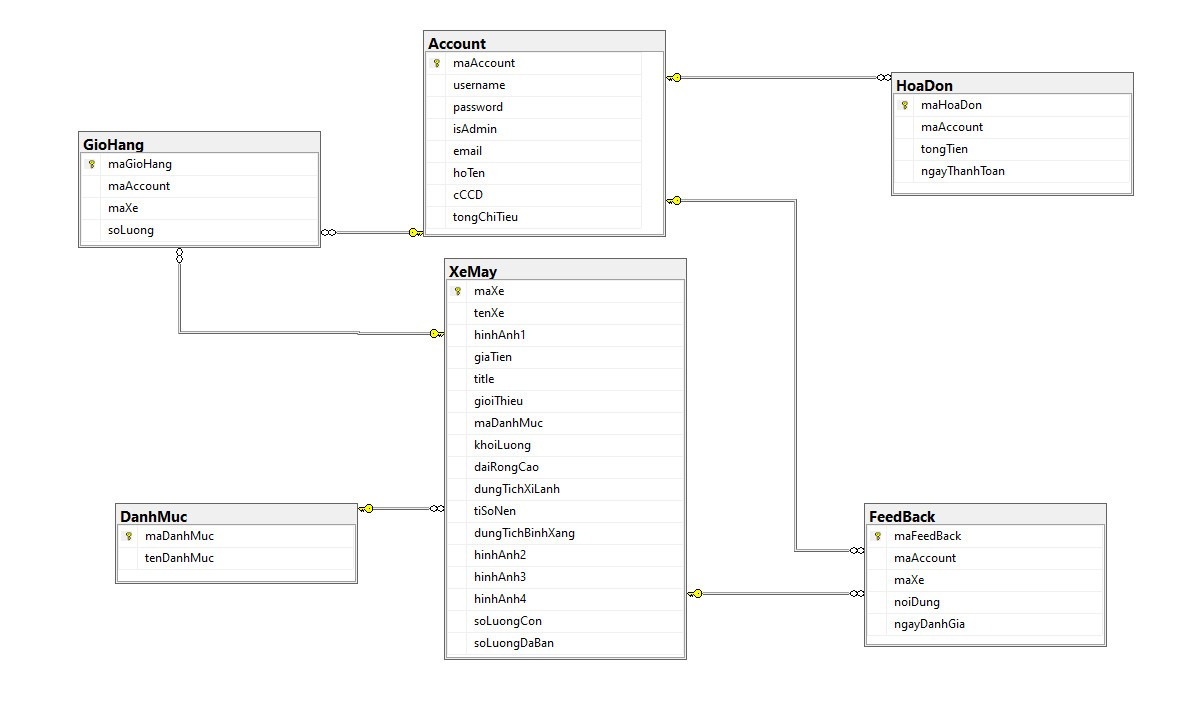 Account
maAccount
username
password
isAdmin
email
hoTen
cCCD
tongChiTieu
HoaDon
maHoaDon
maAccount
tongTien
ngayThanhToan
GioHang
maGioHang
maAccount
maXe
soLuong
XeMay
maXe
tenXe
hinhAnh1
giaTien
title
gioiThieu
maDanhMuc
khoiLuong
daiRongCao
dungTichXiLanh
tiSoNen
dungTichBinhXang
hinhAnh2
hinhAnh3
hinhAnh4
soLuongCon
soLuongDaBan
DanhMuc
maDanhMuc
tenDanhMuc
FeedBack
maFeedBack
maAccount
maXe
noiDung
ngayDanhGia